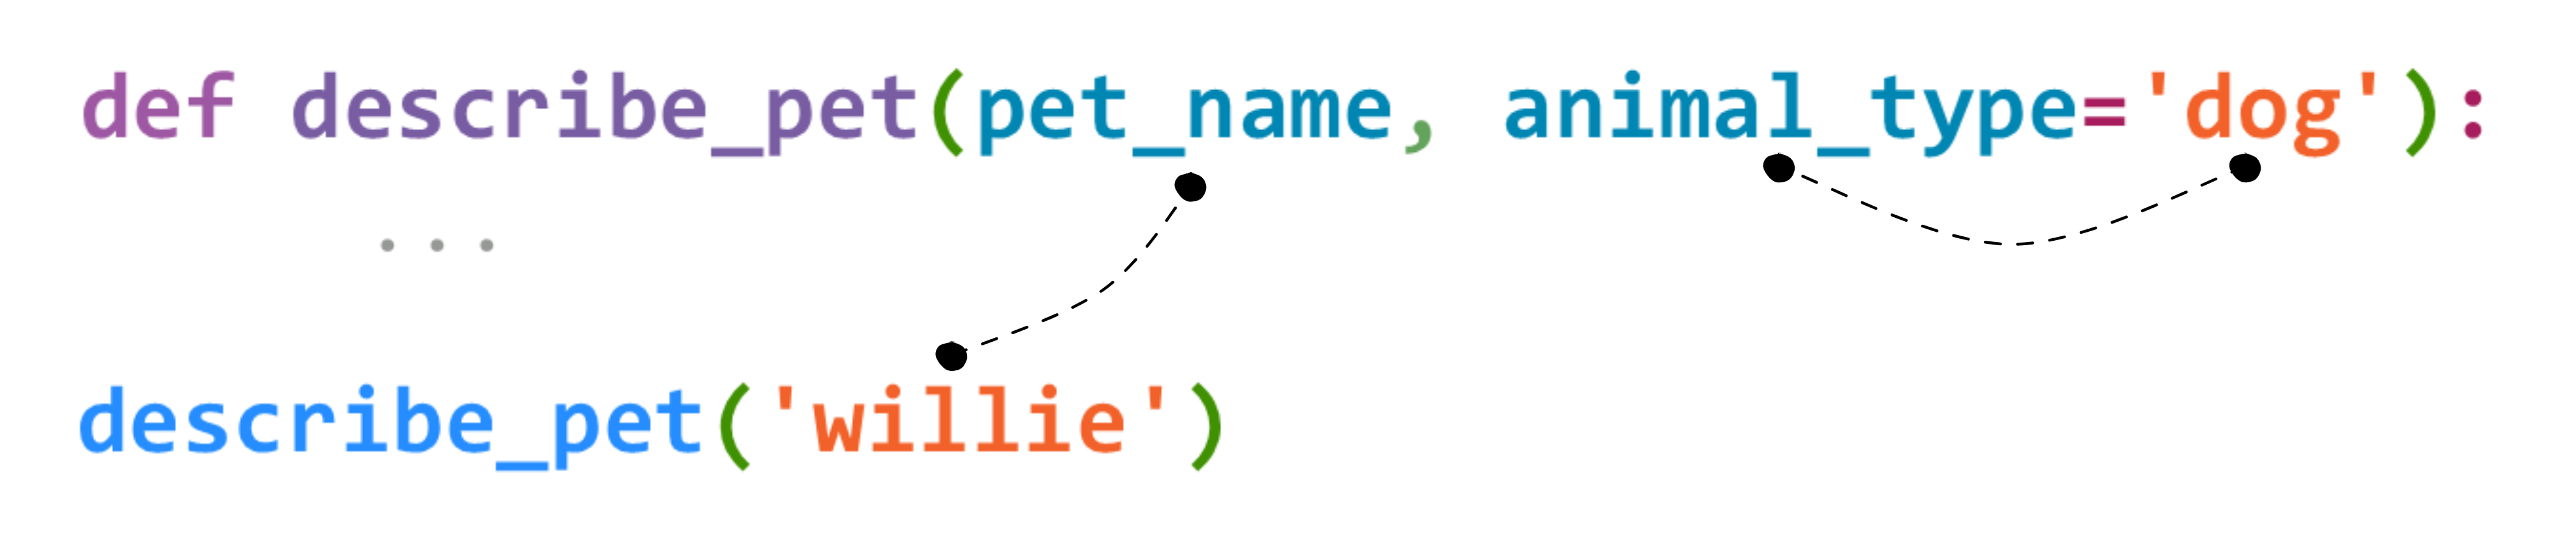 def describe_pet(pet_name, animal_type='dog'):
...
describe_pet('willie')